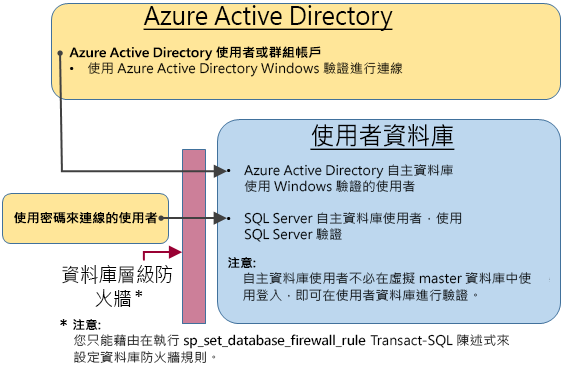 Azure Active Directory
Azure Active Directory 使用者或群組帳戶
• 使用 Azure Active Directory Windows 驗證進行連線
使用者資料庫
• Azure Active Directory 自主資料庫
使用 Windows 驗證的使用者
使用密碼來連線的使用者
• SQL Server 自主資料庫使用者，使用
SQL Server 驗證
注意:
自主資料庫使用者不必在虛擬 master 資料庫中使
用登入，即可在使用者資料庫進行驗證。
資料庫層級防
火牆*
* 注意:
您只能藉由在執行 sp_set_database_firewall_rule Transact-SQL 陳述式來
設定資料庫防火牆規則。